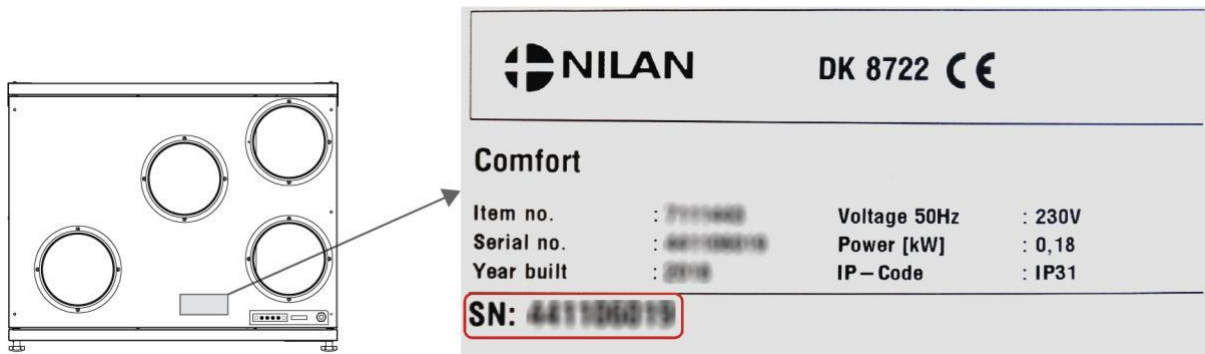 NILAN DK 8722 CE
Comfort
Item no. : Voltage 50Hz : 230V
Serial no. : Power [kW] : 0,18
Year built : IP-Code : IP31
SN: